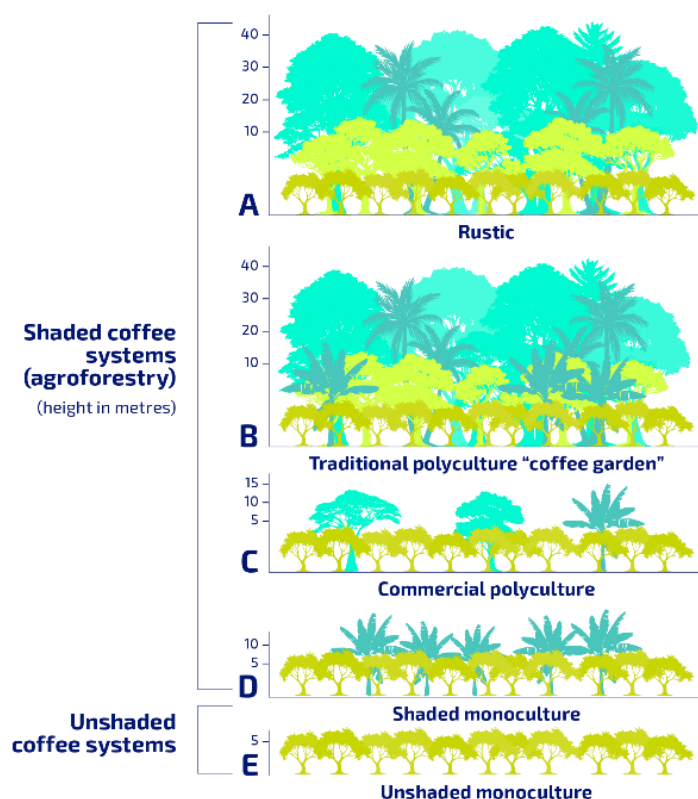 40
30
20
10
A
Rustic
40
30
20
10
Shaded coffee
systems
(agroforestry)
(height in metres)
B
Traditional polyculture “coffee garden”
15
10
5
C
Commercial polyculture
10
5
D
Shaded monoculture
Unshaded
coffee systems
5
E
Unshaded monoculture